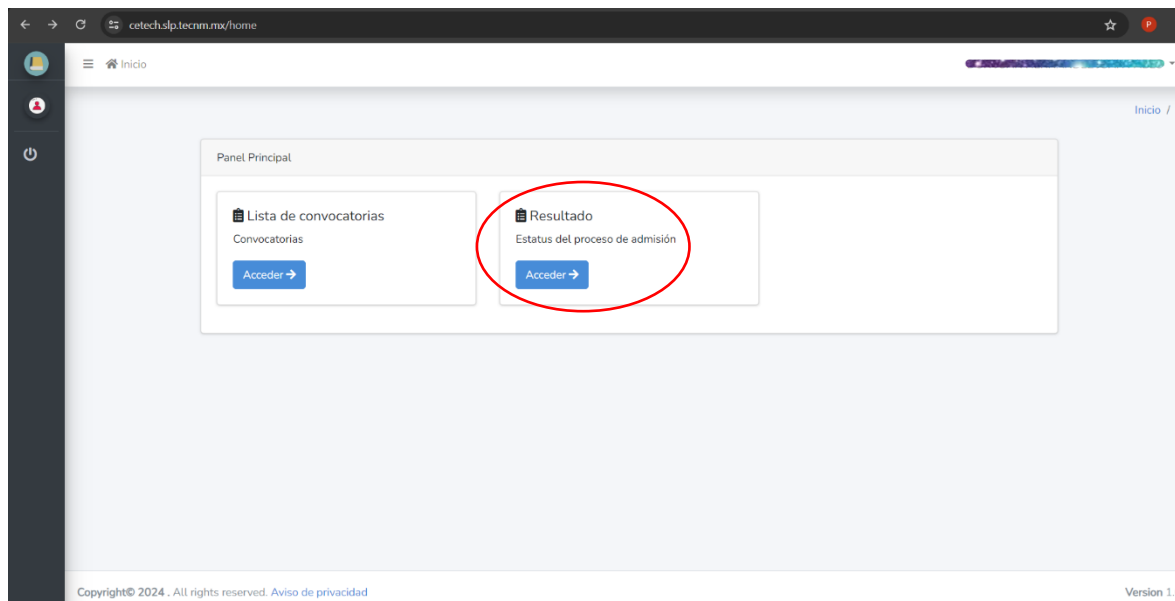 cetech.slp.tecnm.mx/home
P
Inicio
Inicio /
Panel Principal
Lista de convocatorias
Convocatorias
Acceder
Resultado
Estatus del proceso de admisión
Acceder
Copyright© 2024 . All rights reserved. Aviso de privacidad
Version 1.